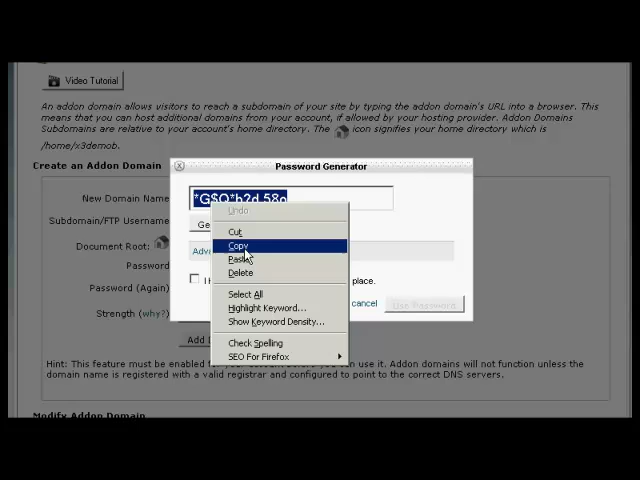 Video Tutorial
An addon domain allows visitors to reach a subdomain of your site by typing the addon domain's URL into a browser. This
means that you can host additional domains from your account, if allowed by your hosting provider. Addon Domains
Subdomains are relative to your account's home directory. The icon signifies your home directory which is
/home/x3demob.
Create an Addon Domain
Password Generator
New Domain Name
Subdomain/FTP Username
Undo
Ge
Cut
Document Root:
Copy
Adva
Paste
Password
Delete
I h
place.
Password (Again)
Select All
cancel
Use Password
Highlight Keyword...
Strength (why?)
Show Keyword Density...
Add D
Check Spelling
SEO For Firefox
Hint: This feature must be enabled for your account before you can use it. Addon domains will not function unless the
domain name is registered with a valid registrar and configured to point to the correct DNS servers.
Modify Addon Domain